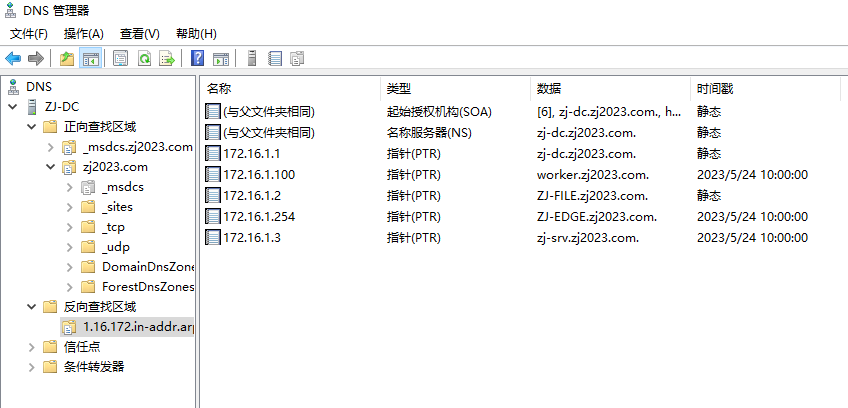 DNS 管理器
文件(F) 操作(A) 查看(V) 帮助(H)
DNS
ZJ-DC
正向查找区域
_msdcs.zj2023.com
zj2023.com
_msdcs
_sites
_tcp
_udp
DomainDnsZone
ForestDnsZones
反向查找区域
1.16.172.in-addr.arp
信任点
条件转发器
名称 类型 数据 时间戳
(与父文件夹相同) 起始授权机构(SOA) [6], zj-dc.zj2023.com., h... 静态
(与父文件夹相同) 名称服务器(NS) zj-dc.zj2023.com. 静态
172.16.1.1 指针(PTR) zj-dc.zj2023.com. 静态
172.16.1.100 指针(PTR) worker.zj2023.com. 2023/5/24 10:00:00
172.16.1.2 指针(PTR) ZJ-FILE.zj2023.com. 静态
172.16.1.254 指针(PTR) ZJ-EDGE.zj2023.com. 2023/5/24 10:00:00
172.16.1.3 指针(PTR) zj-srv.zj2023.com. 2023/5/24 10:00:00